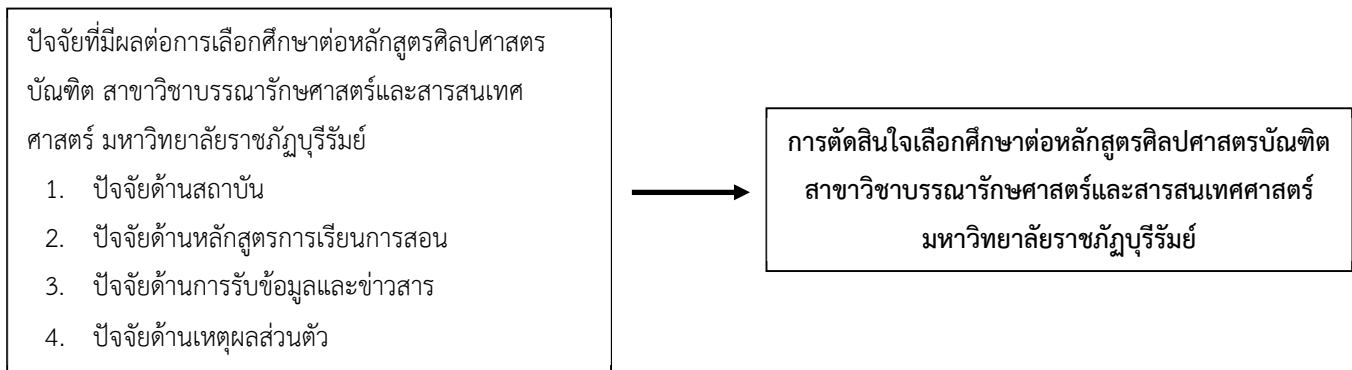 ปัจจัยที่มีผลต่อการเลือกศึกษาต่อหลักสูตรศิลปศาสตร
บัณฑิต สาขาวิชาบรรณารักษศาสตร์และสารสนเทศ
ศาสตร์ มหาวิทยาลัยราชภัฏบุรีรัมย์
1. ปัจจัยด้านสถาบัน
2. ปัจจัยด้านหลักสูตรการเรียนการสอน
3. ปัจจัยด้านการรับข้อมูลและข่าวสาร
4. ปัจจัยด้านเหตุผลส่วนตัว
การตัดสินใจเลือกศึกษาต่อหลักสูตรศิลปศาสตรบัณฑิต
สาขาวิชาบรรณารักษศาสตร์และสารสนเทศศาสตร์
มหาวิทยาลัยราชภัฏบุรีรัมย์